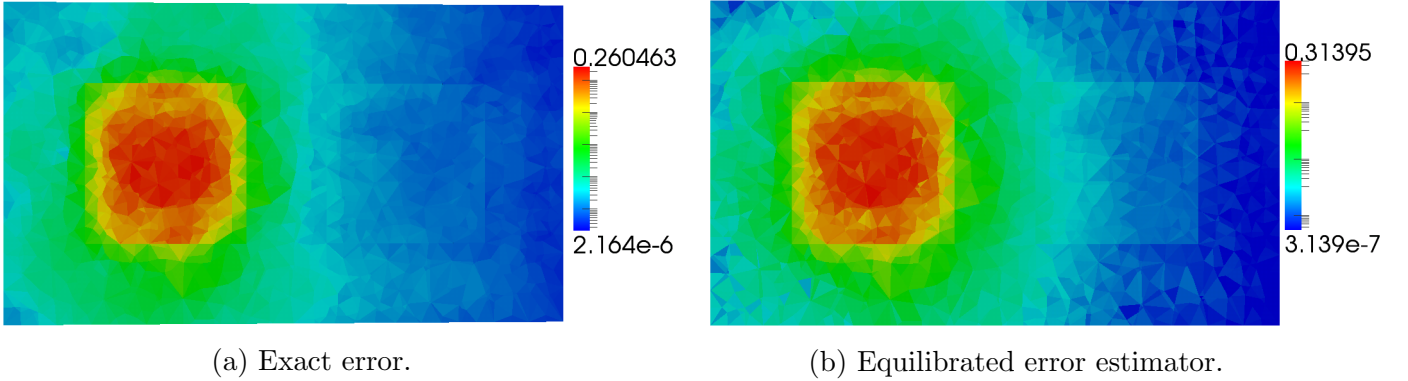 0.260463
2.164e-6
0.31395
3.139e-7
(a) Exact error.
(b) Equilibrated error estimator.